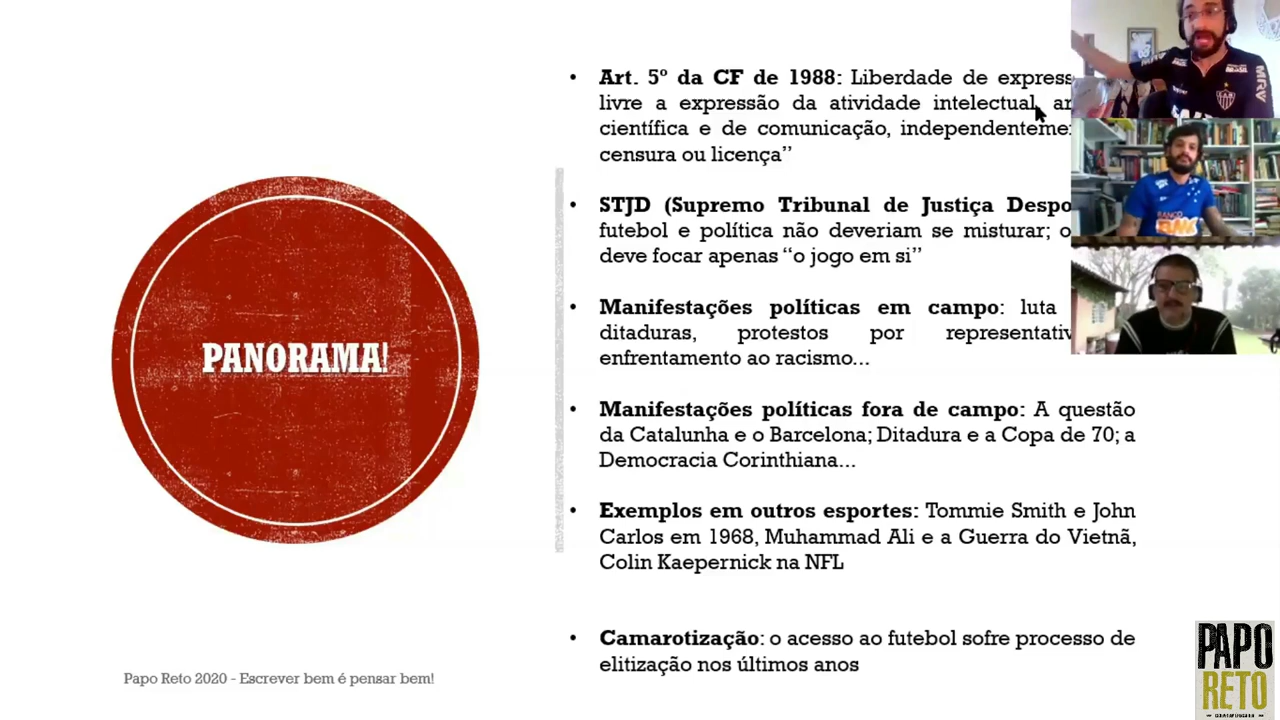 Art. 5º da CF de 1988: Liberdade de
livre a expressão da atividade intelectual,
científica e de comunicação,
censura ou licença”
STJD (Supremo Tribunal de Justiça
futebol e política não deveriam se misturar;
deve focar apenas “o jogo em si”
Manifestações políticas em campo: luta
ditaduras, protestos por
enfrentamento ao racismo...
PANORAMA!
Manifestações políticas fora de campo: A questão
da Catalunha e o Barcelona; Ditadura e a Copa de 70; a
Democracia Corinthiana...
Exemplos em outros esportes: Tommie Smith e John
Carlos em 1968, Muhammad Ali e a Guerra do Vietnã,
Colin Kaepernick na NFL
Camarotização: o acesso ao futebol sofre processo de
elitização nos últimos anos
Papo Reto 2020 - Escrever bem é pensar bem!
PAPO
RETO
MRV